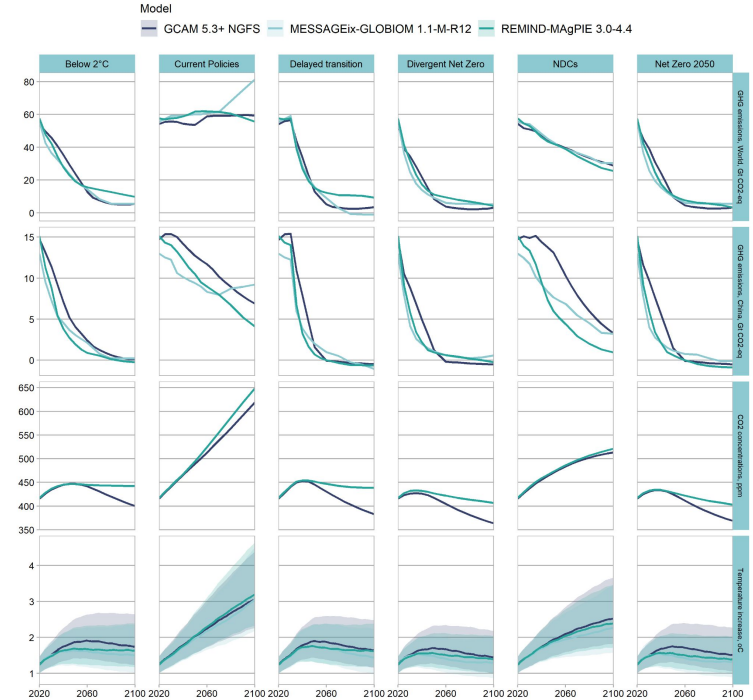 Model
GCAM 5.3+ NGFS MESSAGEix-GLOBIOM 1.1-M-R12 REMIND-MAgPIE 3.0-4.4
Below 2°C Current Policies Delayed transition Divergent Net Zero NDCs Net Zero 2050
80
60
40
20
0
GHG emissions, World, Gt CO2-eq
15
10
5
0
GHG emissions, China, Gt CO2-eq
650
600
550
500
450
400
350
CO2 concentrations, ppm
4
3
2
1
Temperature increase, oC
2020 2060 2100 2020 2060 2100 2020 2060 2100 2020 2060 2100 2020 2060 2100 2020 2060 2100